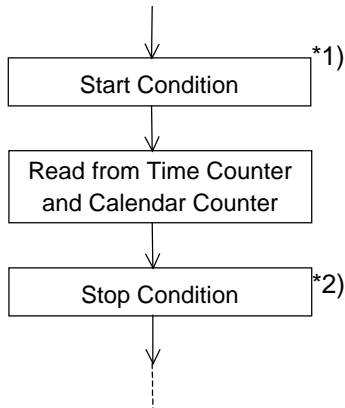 *1)
Start Condition
Read from Time Counter
and Calendar Counter
*2)
Stop Condition